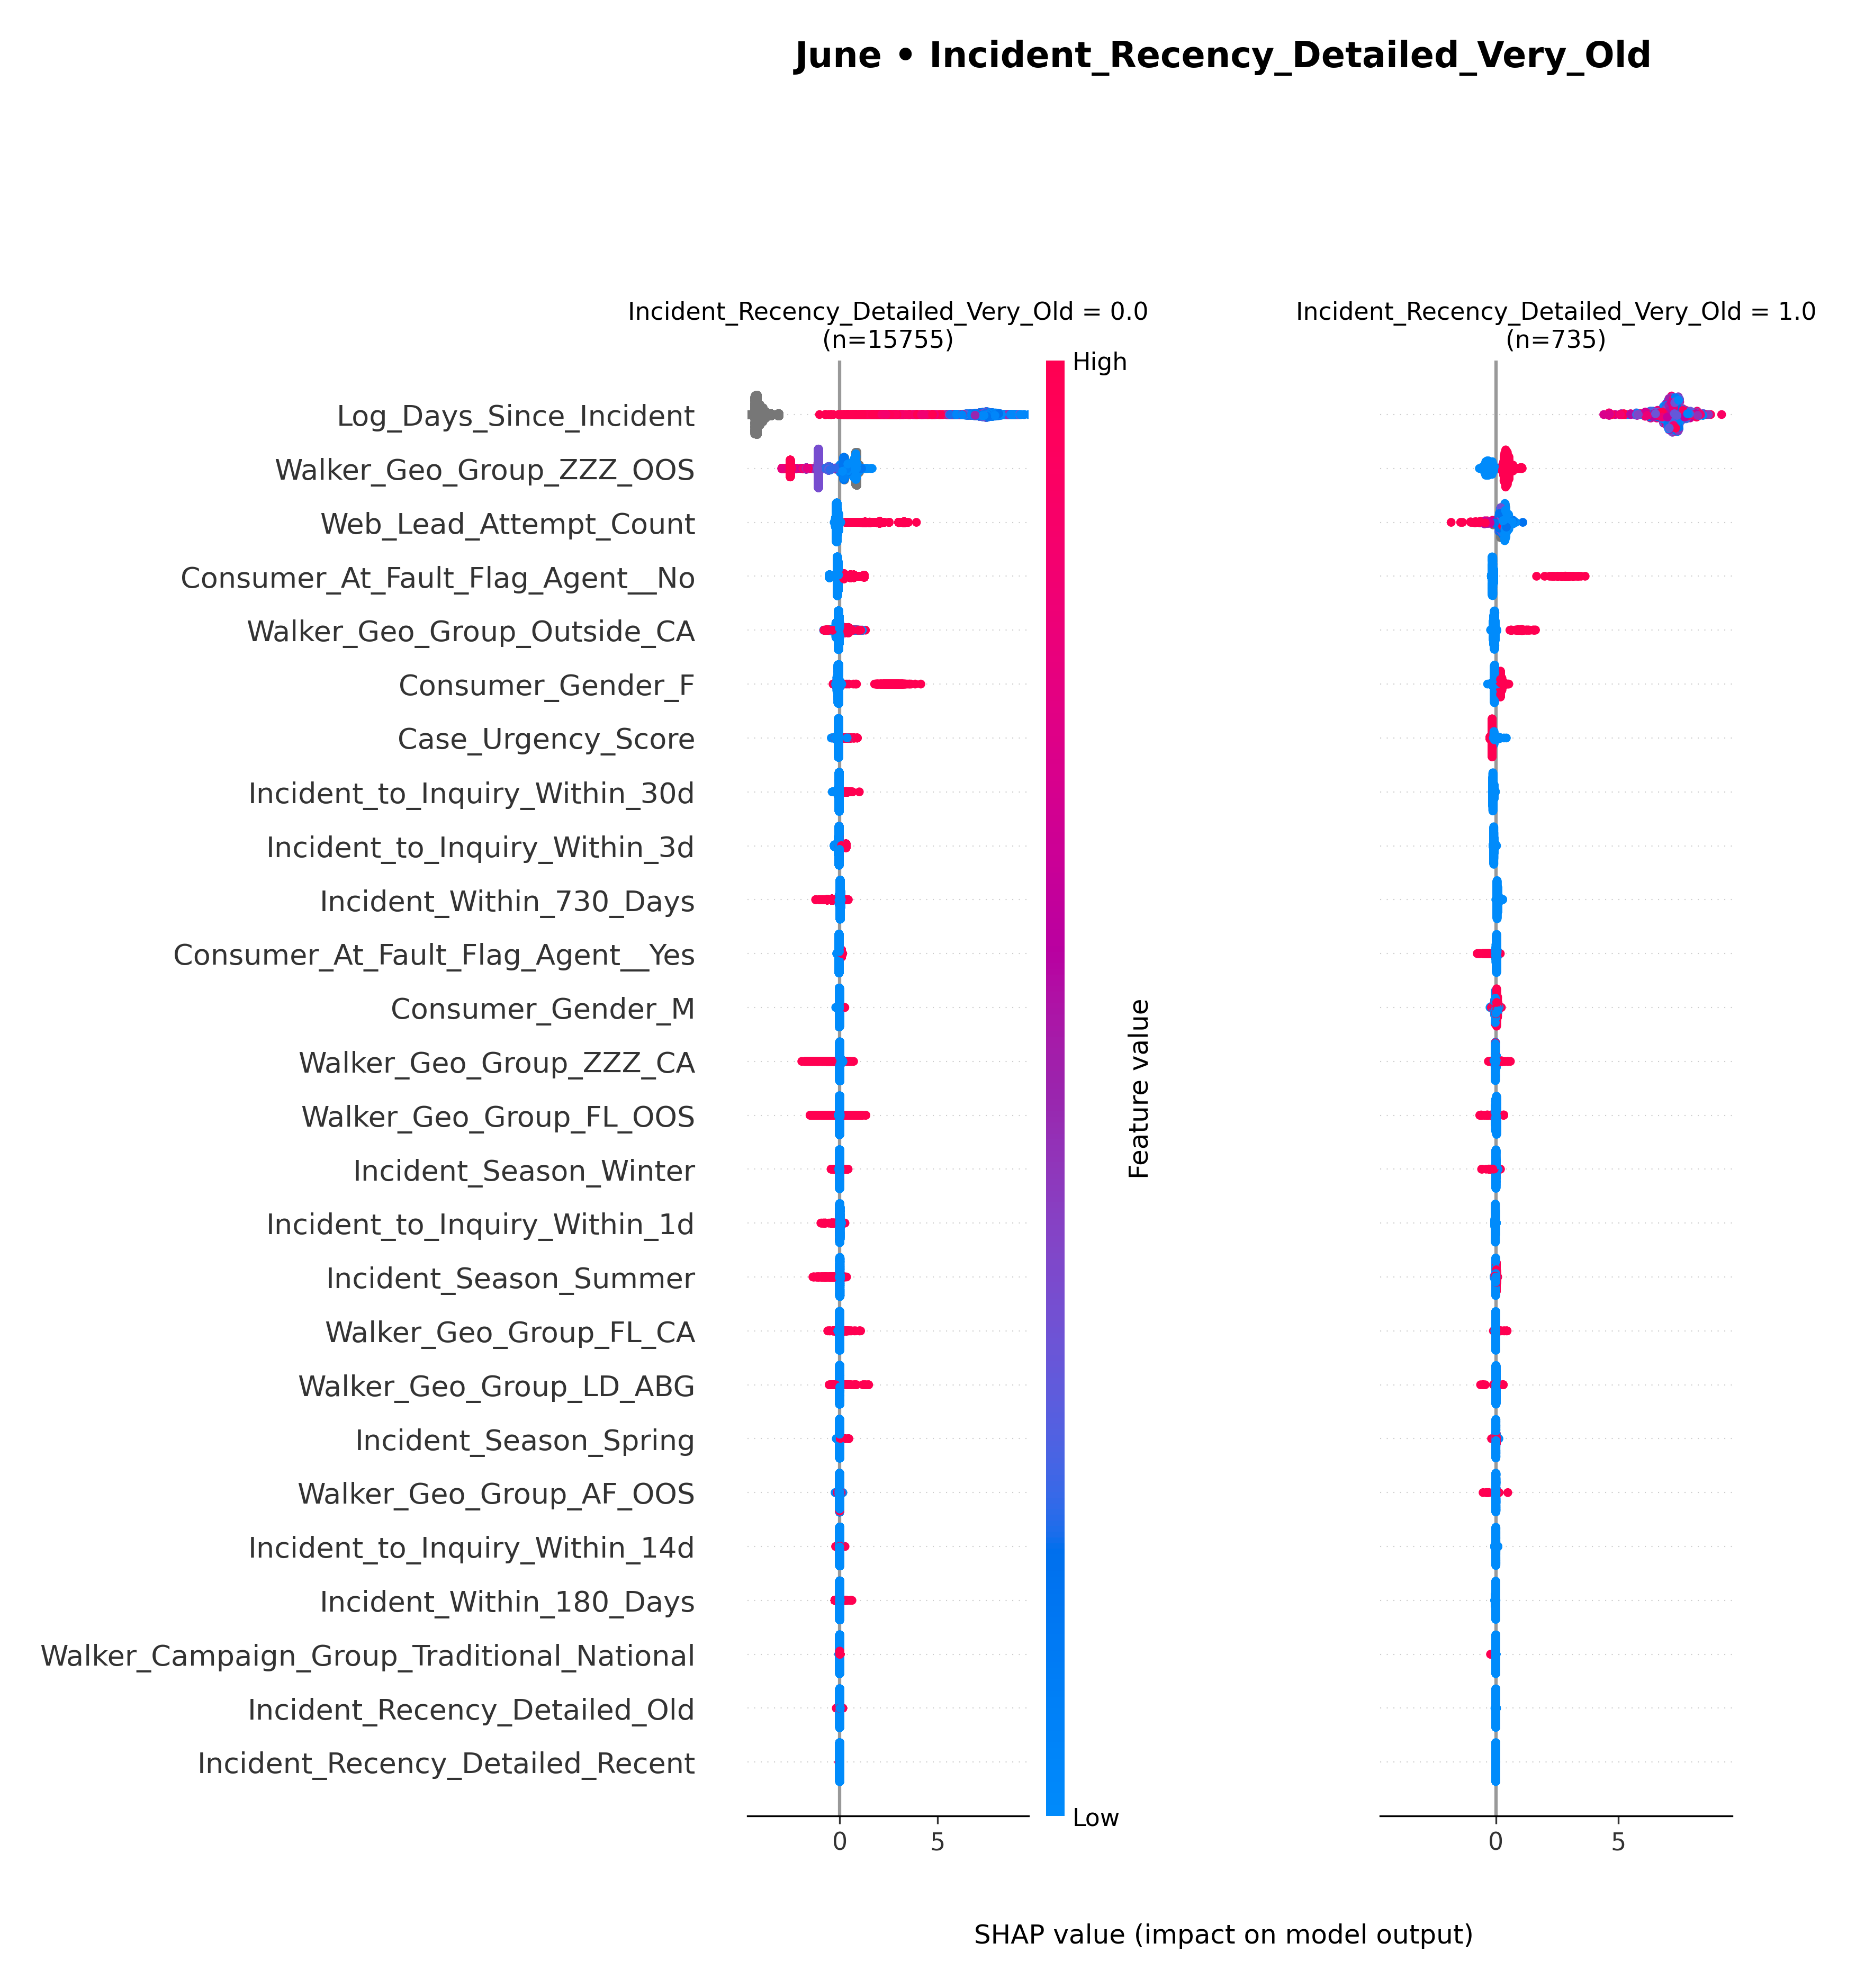 June • Incident_Recency_Detailed_Very_Old
Incident_Recency_Detailed_Very_Old = 0.0
(n=15755)
Incident_Recency_Detailed_Very_Old = 1.0
(n=735)
High
Log_Days_Since_Incident
Walker_Geo_Group_ZZZ_OOS
Web_Lead_Attempt_Count
Consumer_At_Fault_Flag_Agent__No
Walker_Geo_Group_Outside_CA
Consumer_Gender_F
Case_Urgency_Score
Incident_to_Inquiry_Within_30d
Incident_to_Inquiry_Within_3d
Incident_Within_730_Days
Consumer_At_Fault_Flag_Agent__Yes
Consumer_Gender_M
Walker_Geo_Group_ZZZ_CA
Walker_Geo_Group_FL_OOS
Incident_Season_Winter
Incident_to_Inquiry_Within_1d
Incident_Season_Summer
Walker_Geo_Group_FL_CA
Walker_Geo_Group_LD_ABG
Incident_Season_Spring
Walker_Geo_Group_AF_OOS
Incident_to_Inquiry_Within_14d
Incident_Within_180_Days
Walker_Campaign_Group_Traditional_National
Incident_Recency_Detailed_Old
Incident_Recency_Detailed_Recent
Feature value
Low
0 5
0 5
SHAP value (impact on model output)